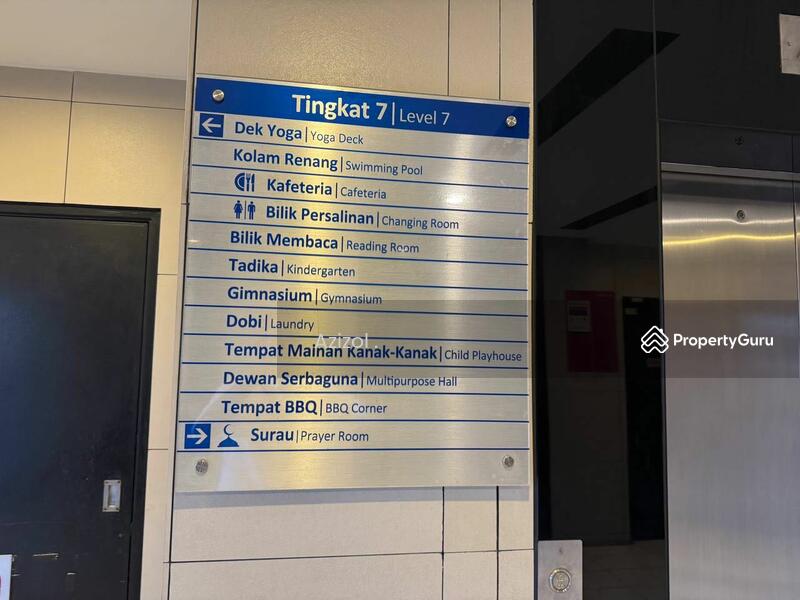 Tingkat 7 | Level 7
Dek Yoga | Yoga Deck
Kolam Renang | Swimming Pool
Kafeteria | Cafeteria
Bilik Persalinan | Changing Room
Bilik Membaca | Reading Room
Tadika | Kindergarten
Gimnasium | Gymnasium
Dobi | Laundry
Azizol .
Tempat Mainan Kanak-Kanak | Child Playhouse
Dewan Serbaguna | Multipurpose Hall
Tempat BBQ | BBQ Corner
Surau | Prayer Room
PropertyGuru